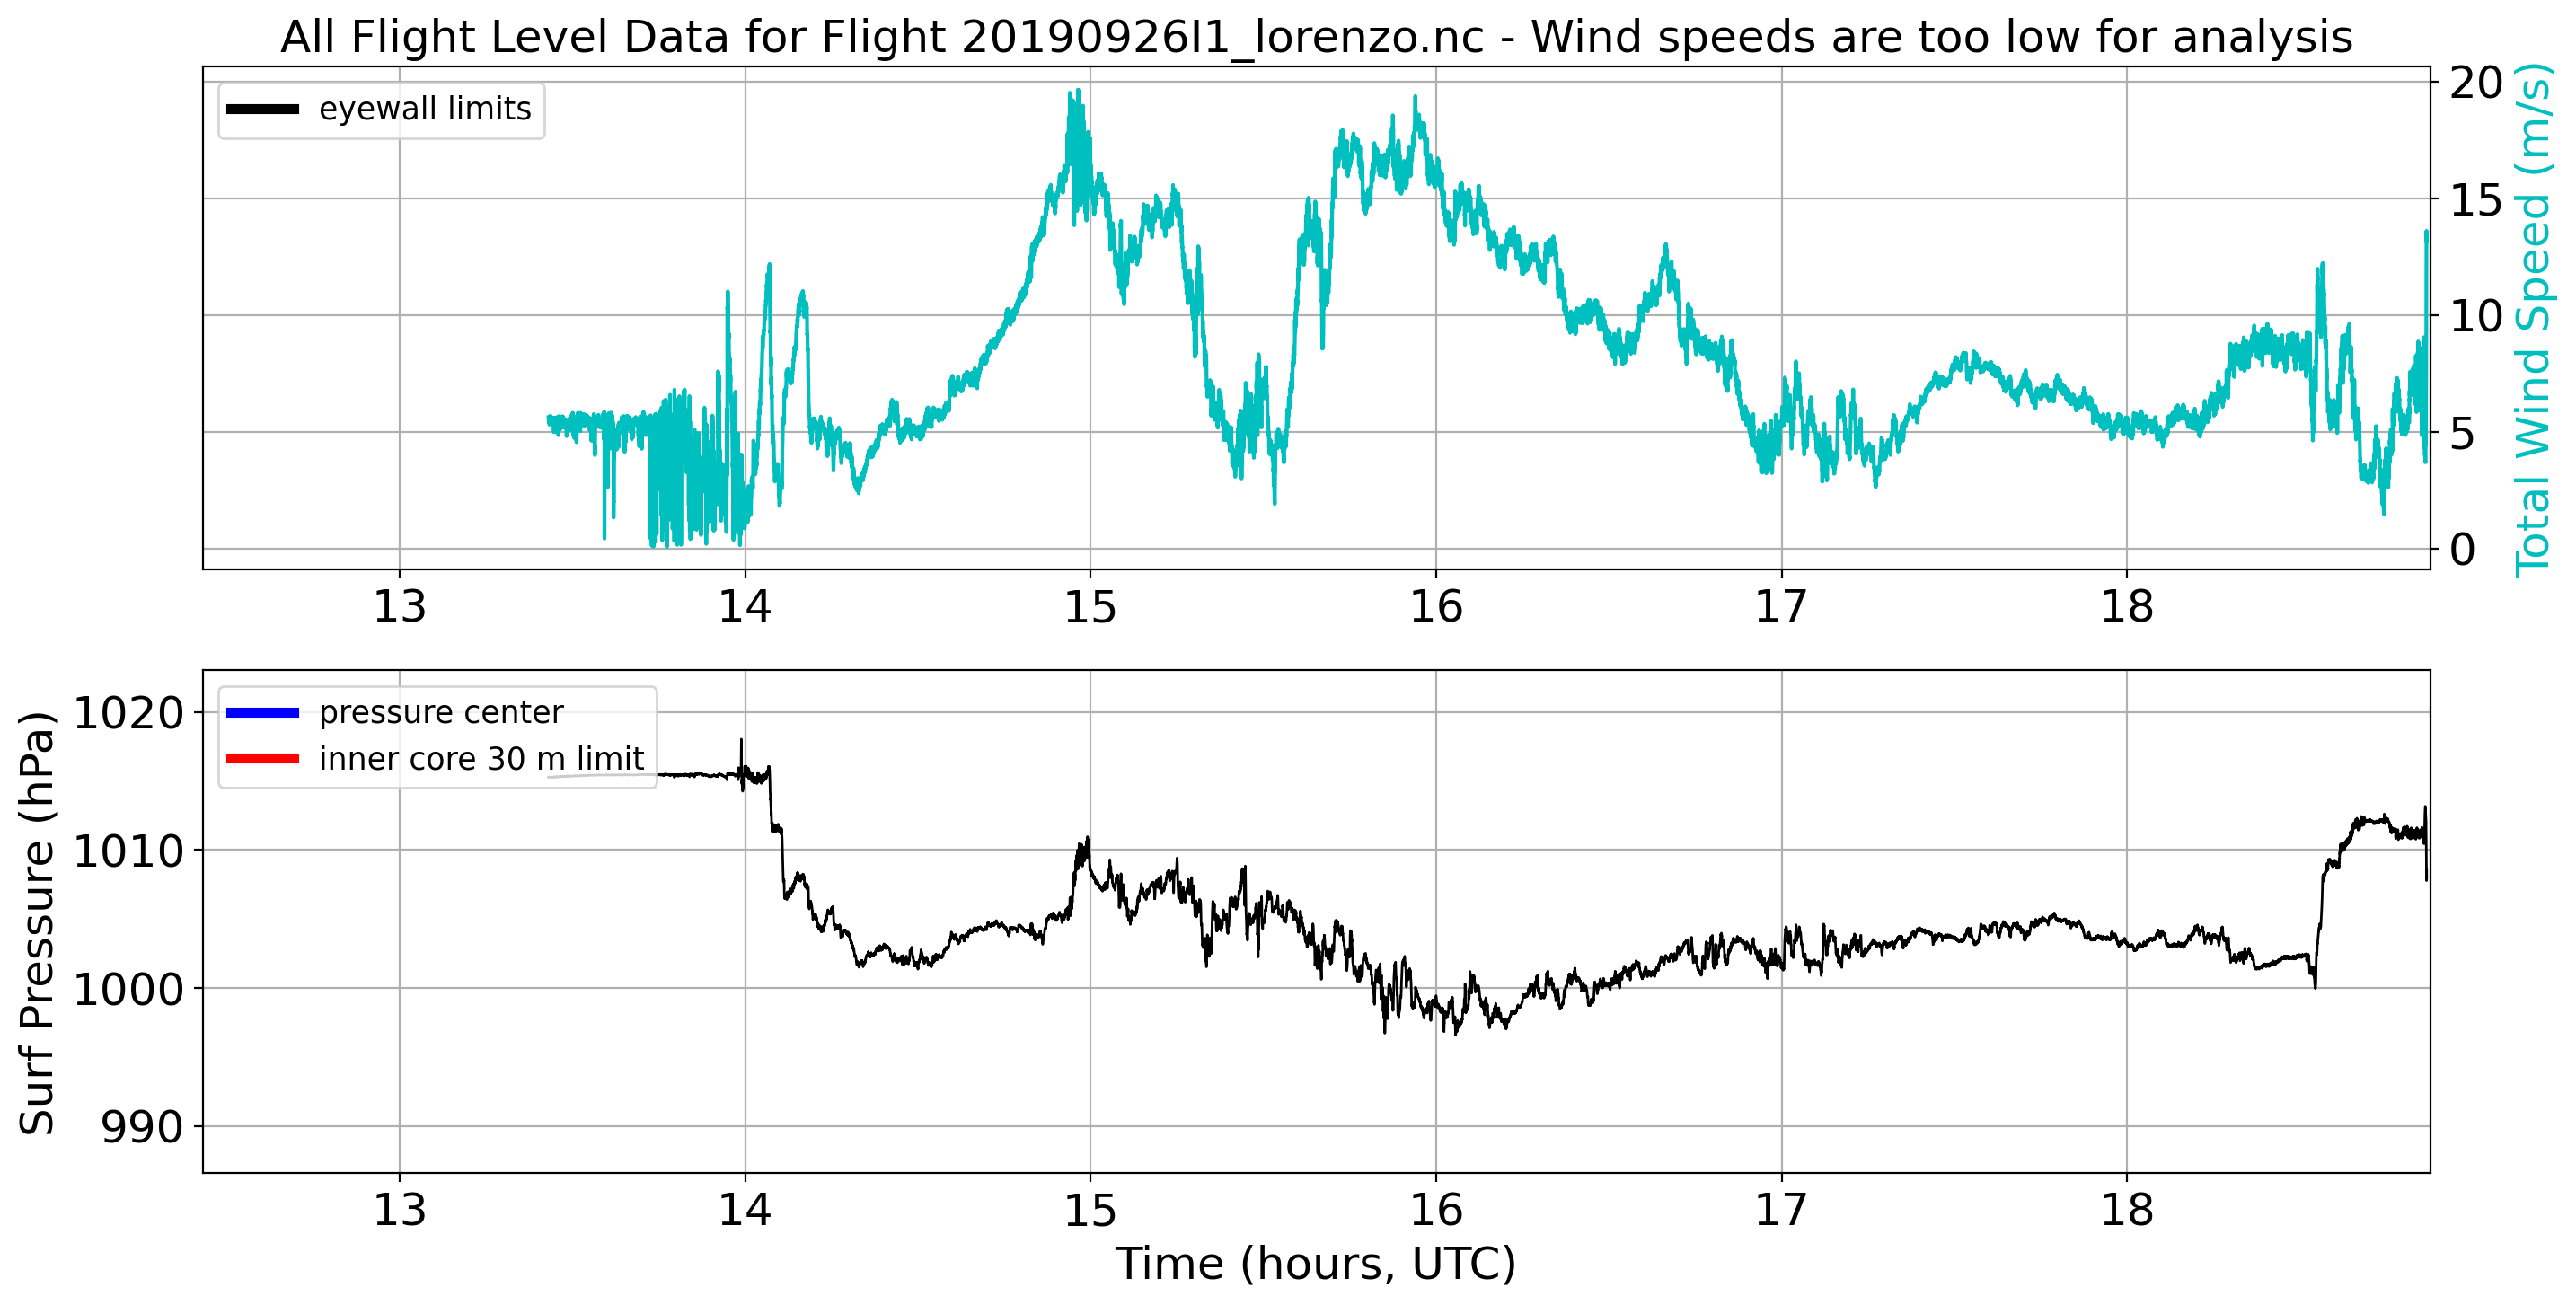 All Flight Level Data for Flight 20190926I1_lorenzo.nc - Wind speeds are too low for analysis
eyewall limits
20
15
10
5
0
Total Wind Speed (m/s)
13 14 15 16 17 18
pressure center
inner core 30 m limit
1020
1010
1000
990
Surf Pressure (hPa)
13 14 15 16 17 18
Time (hours, UTC)